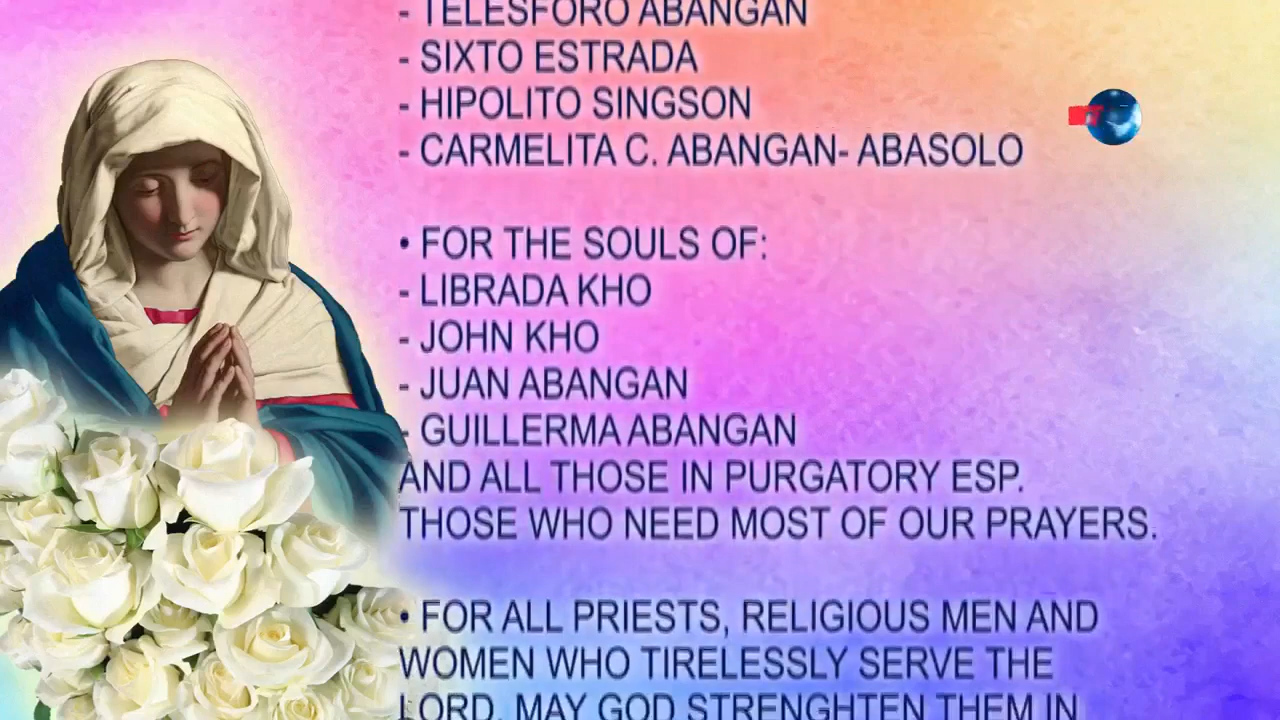 - TELESFORO ABANGAN
- SIXTO ESTRADA
- HIPOLITO SINGSON
- CARMELITA C. ABANGAN- ABASOLO
• FOR THE SOULS OF:
- LIBRADA KHO
- JOHN KHO
- JUAN ABANGAN
- GUILLERMA ABANGAN
AND ALL THOSE IN PURGATORY ESP.
THOSE WHO NEED MOST OF OUR PRAYERS.
• FOR ALL PRIESTS, RELIGIOUS MEN AND
WOMEN WHO TIRELESSLY SERVE THE
LORD. MAY GOD STRENGHTEN THEM IN